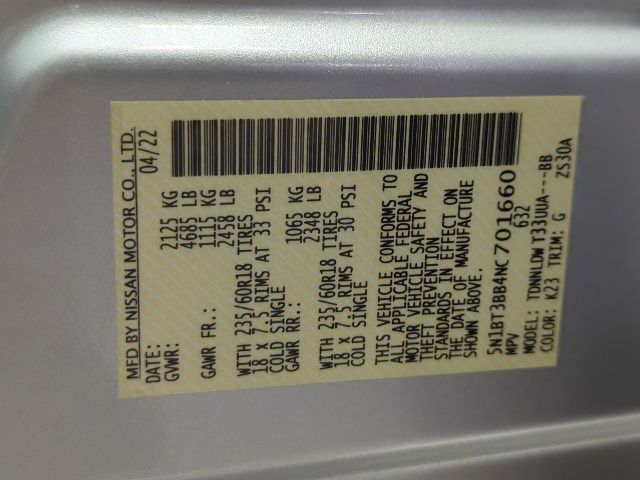 MFD BY NISSAN MOTOR CO., LTD.
DATE: 04/22
GVWR: 2125 KG
4685 LB
GAWR FR.: 1115 KG
2458 LB
WITH 235/60R18 TIRES
18 X 7.5 RIMS AT 33 PSI
COLD SINGLE
GAWR RR.: 1065 KG
2348 LB
WITH 235/60R18 TIRES
18 X 7.5 RIMS AT 30 PSI
COLD SINGLE
THIS VEHICLE CONFORMS TO
ALL APPLICABLE FEDERAL
MOTOR VEHICLE SAFETY AND
THEFT PREVENTION
STANDARDS IN EFFECT ON
THE DATE OF MANUFACTURE
SHOWN ABOVE.
5N1BT3BB4NC701660
MPV 632
MODEL: TDNNLDW T33UUA---BB
COLOR: K23 TRIM: G ZS30A